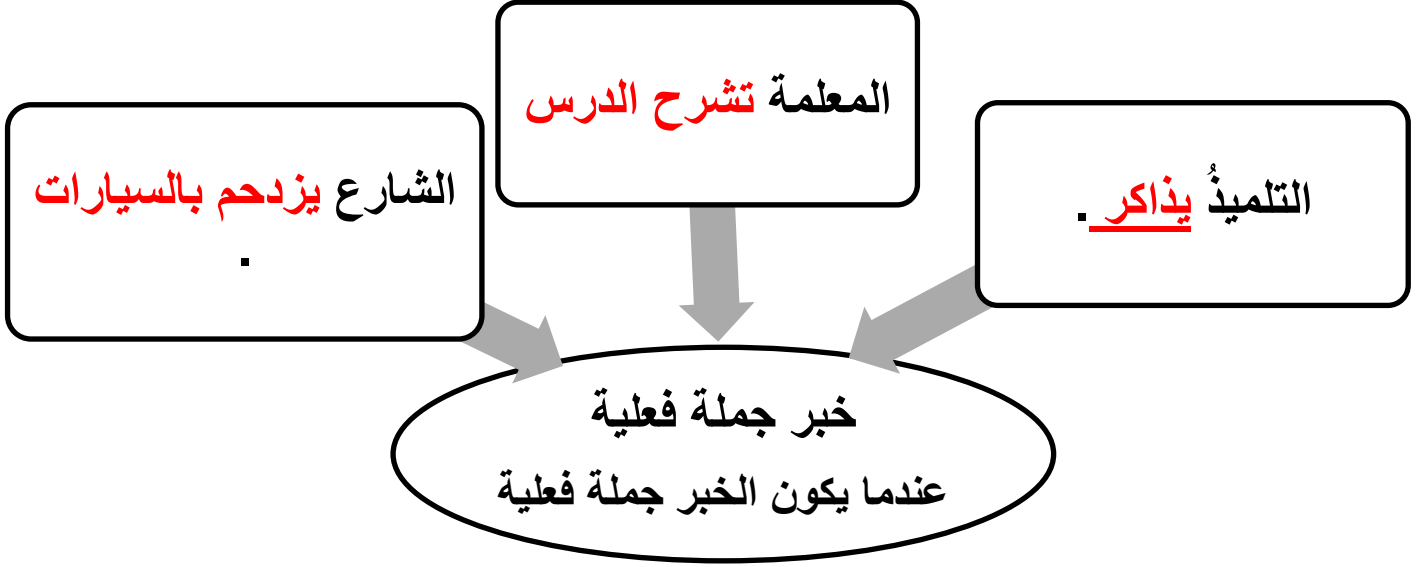 التلميذُ يذاكر .
المعلمة تشرح الدرس
الشارع يزدحم بالسيارات
.
خبر جملة فعلية
عندما يكون الخبر جملة فعلية